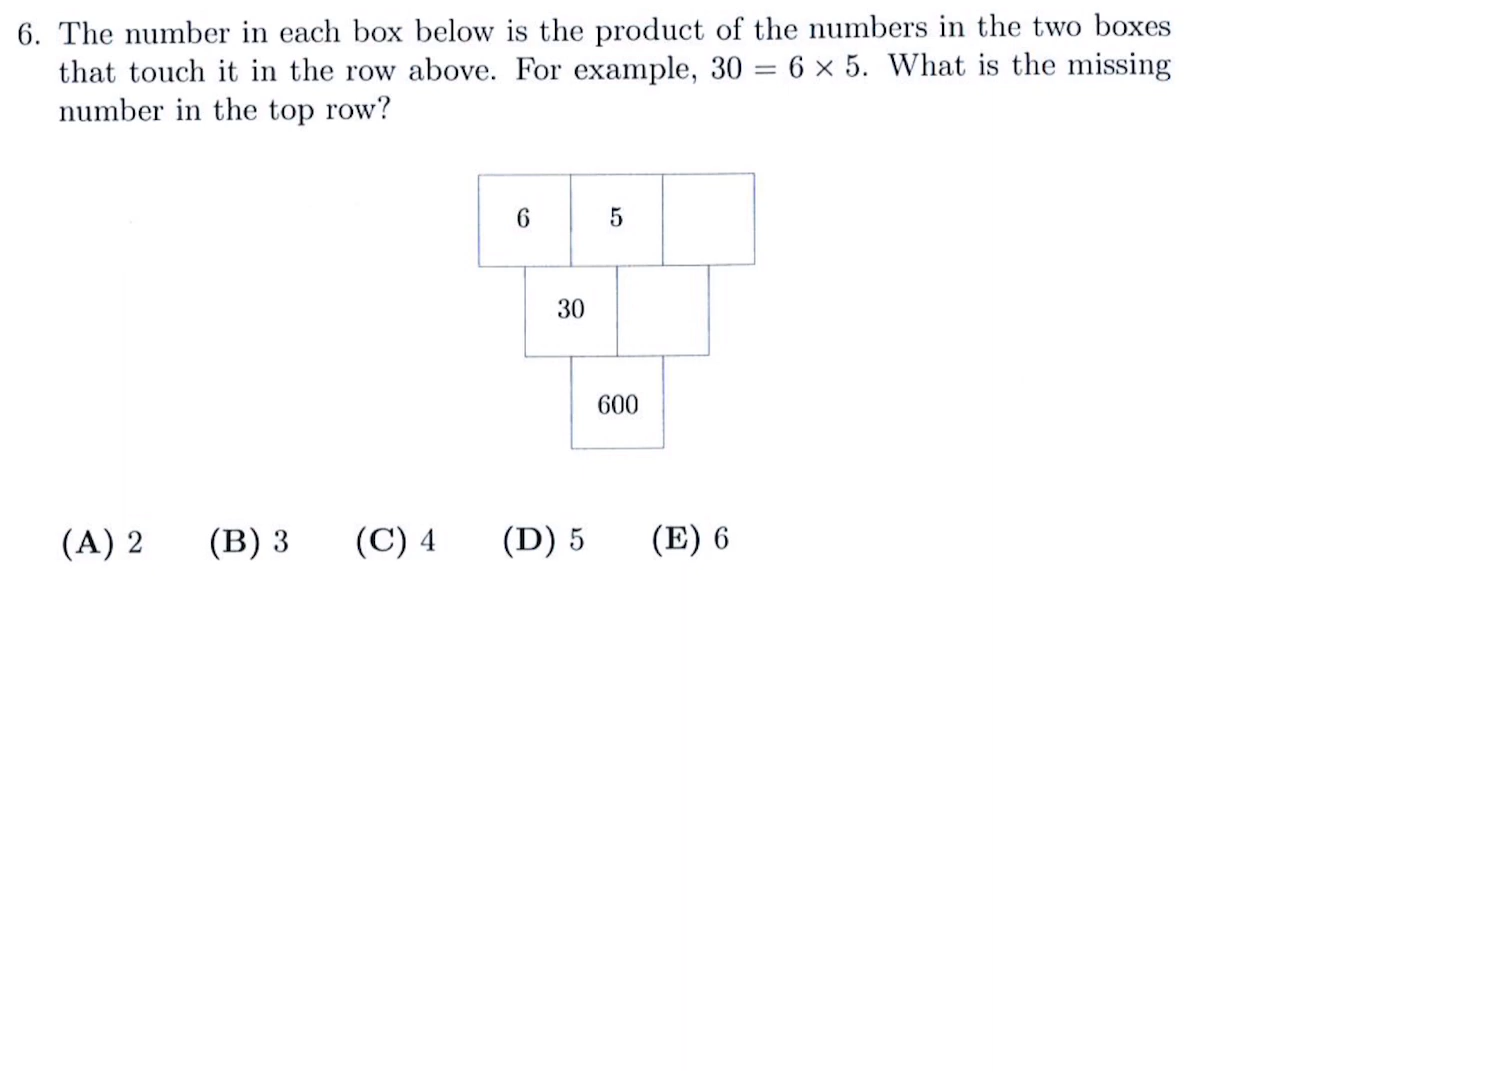 6. The number in each box below is the product of the numbers in the two boxes
that touch it in the row above. For example, 30 = 6 × 5. What is the missing
number in the top row?
6 5
30
600
(A) 2 (B) 3 (C) 4 (D) 5 (E) 6